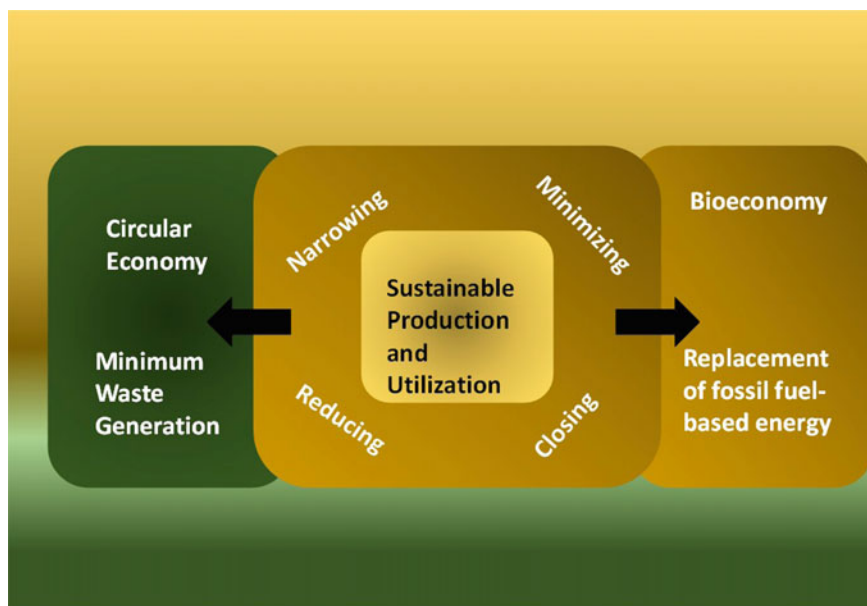 Circular
Economy
Minimum
Waste
Generation
Narrowing
Minimizing
Sustainable
Production
and
Utilization
Reducing
Closing
Bioeconomy
Replacement
of fossil fuel-
based energy